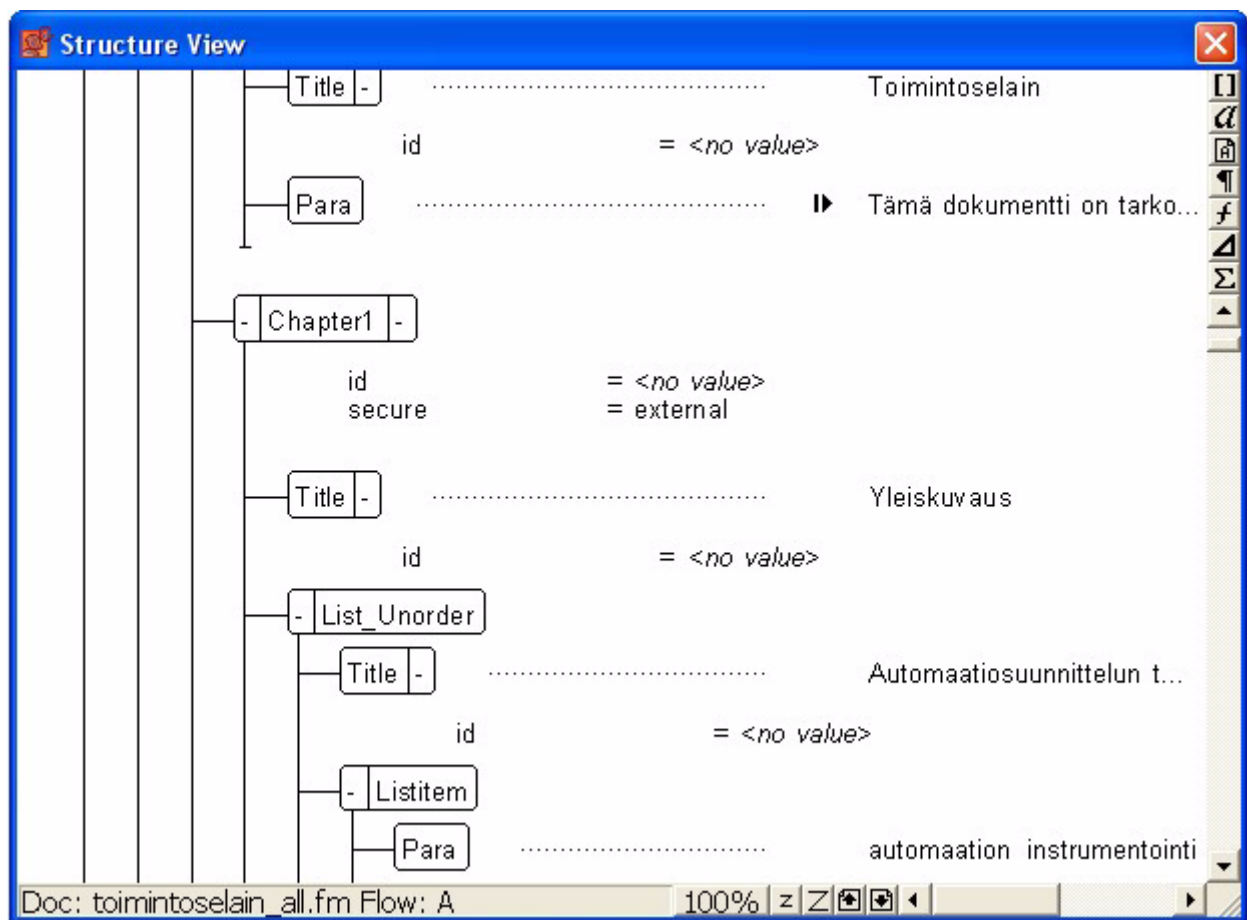 Structure View
Title - Toimintoselain
id = <no value>
Para Tämä dokumentti on tarko...
- Chapter1 -
id = <no value>
secure = external
Title - Yleiskuvaus
id = <no value>
- List_Unorder
Title - Automaatiosuunnittelun t...
id = <no value>
- Listitem
Para automaation instrumentointi
Doc: toimintoselain_all.fm Flow: A 100% z Z